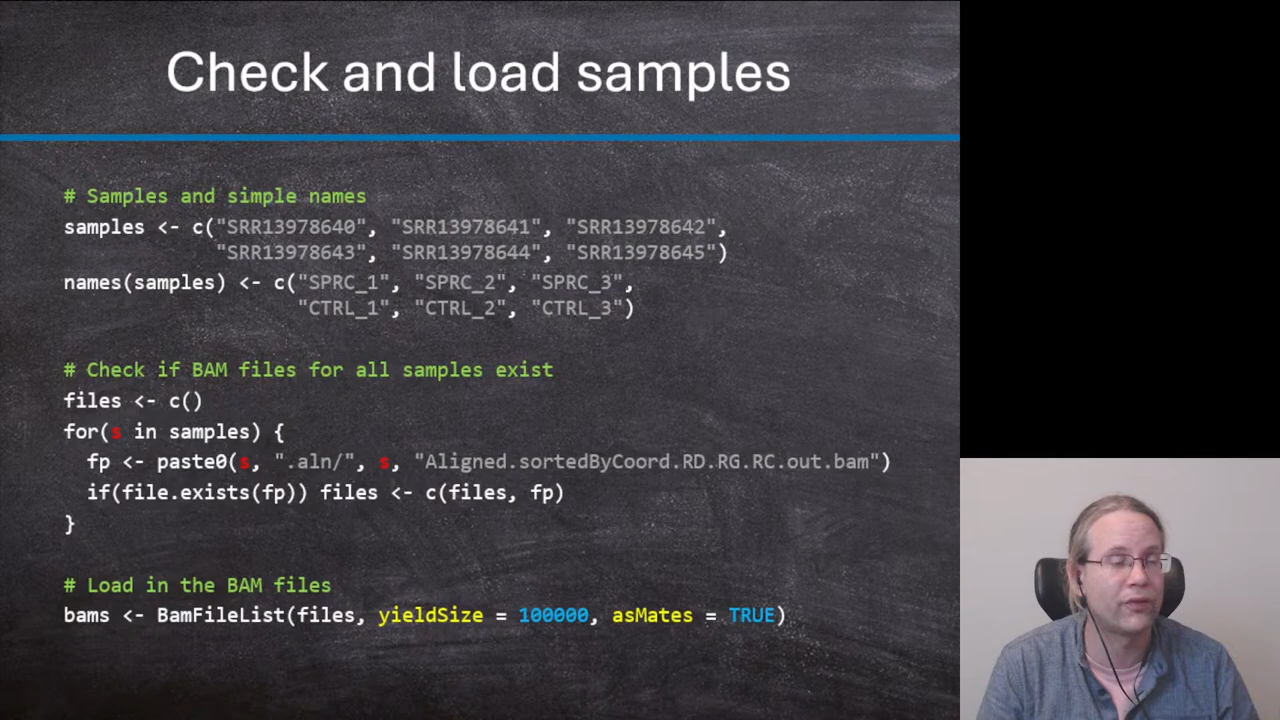 Check and load samples
# Samples and simple names
samples <- c("SRR13978640", "SRR13978641", "SRR13978642",
"SRR13978643", "SRR13978644", "SRR13978645")
names(samples) <- c("SPRC_1", "SPRC_2", "SPRC_3",
"CTRL_1", "CTRL_2", "CTRL_3")
# Check if BAM files for all samples exist
files <- c()
for(s in samples) {
fp <- paste0(s, ".aln/", s, "Aligned.sortedByCoord.RD.RG.RC.out.bam")
if(file.exists(fp)) files <- c(files, fp)
}
# Load in the BAM files
bams <- BamFileList(files, yieldSize = 100000, asMates = TRUE)